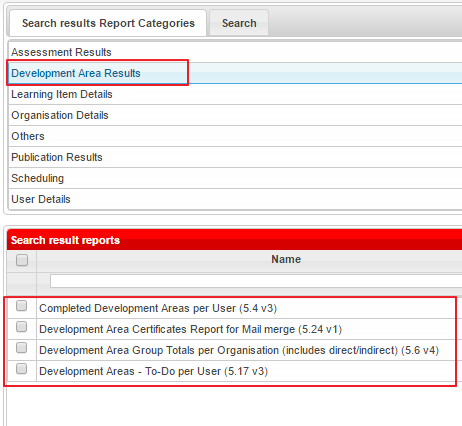 Search results Report Categories Search
Assessment Results
Development Area Results
Learning Item Details
Organisation Details
Others
Publication Results
Scheduling
User Details
Search result reports
Name
Completed Development Areas per User (5.4 v3)
Development Area Certificates Report for Mail merge (5.24 v1)
Development Area Group Totals per Organisation (includes direct/indirect) (5.6 v4)
Development Areas - To-Do per User (5.17 v3)